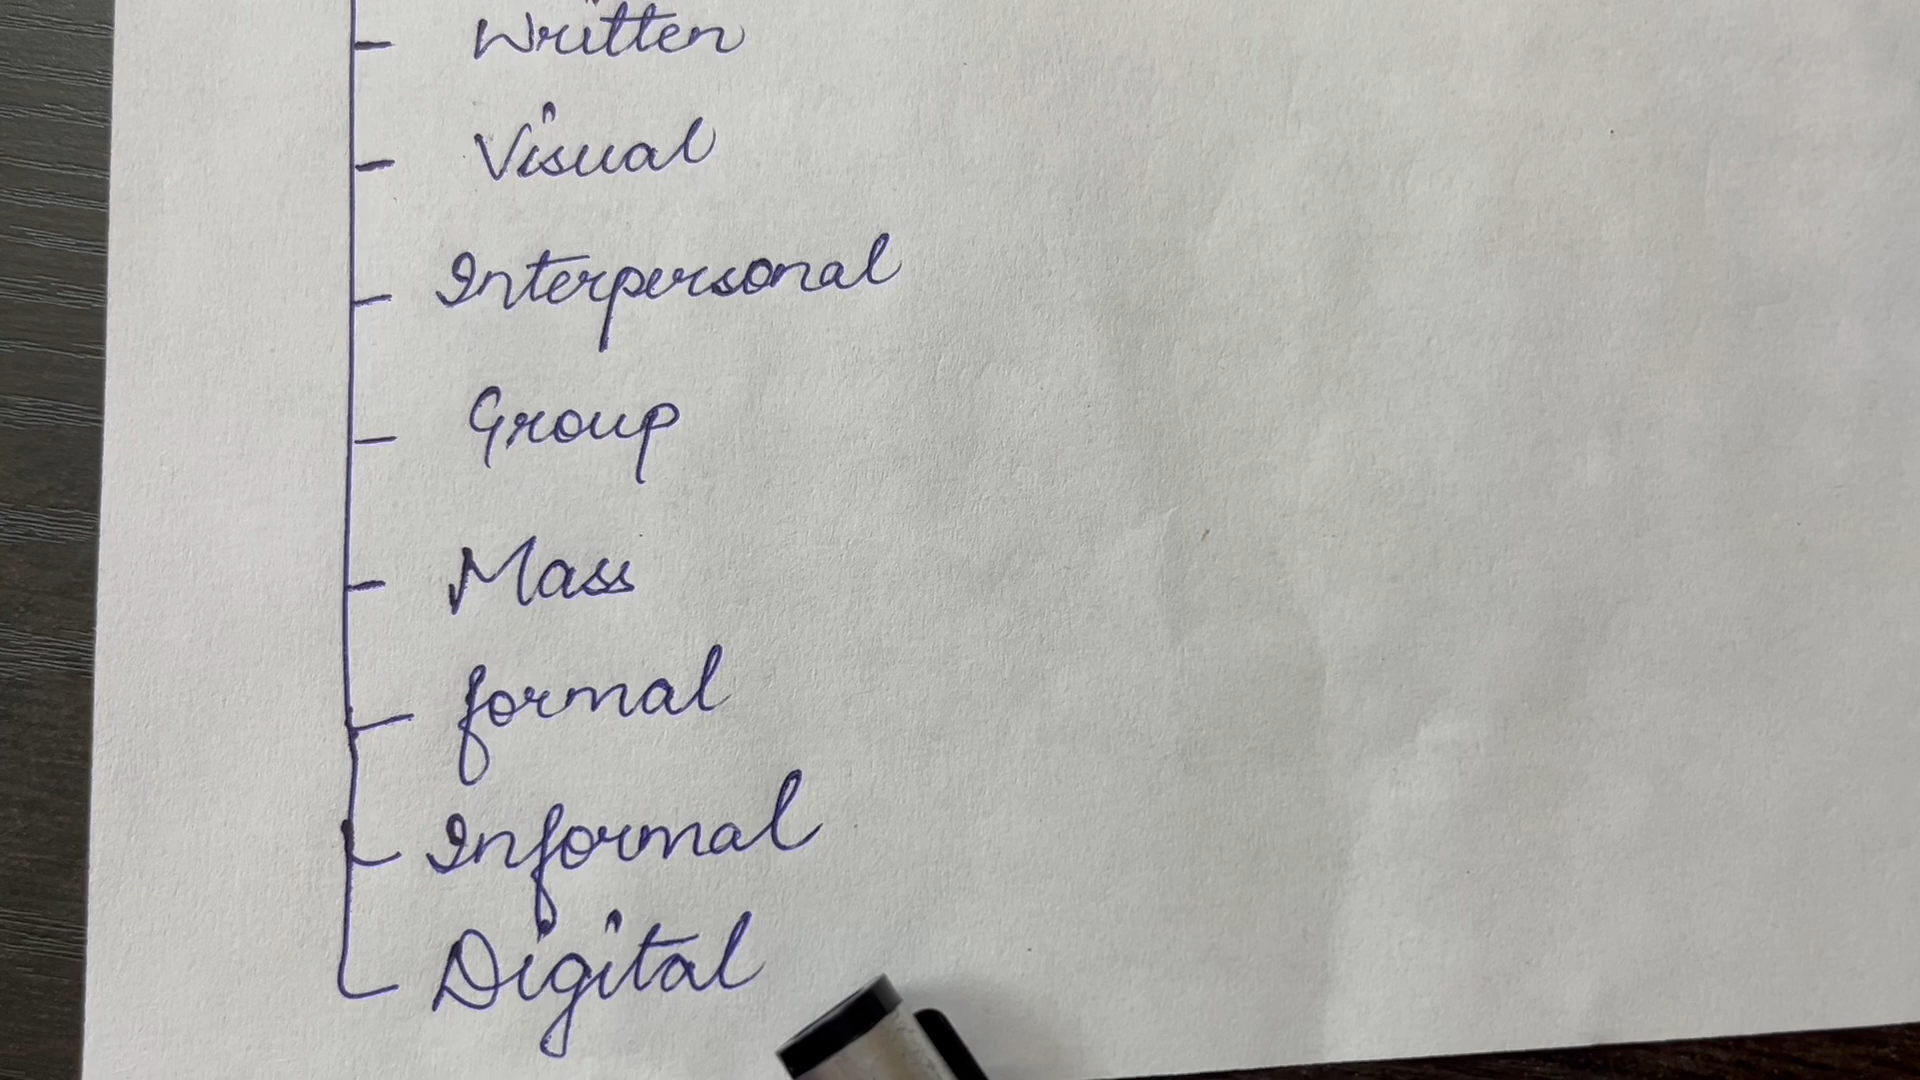 Written
Visual
Interpersonal
Group
Mass
formal
Informal
Digital